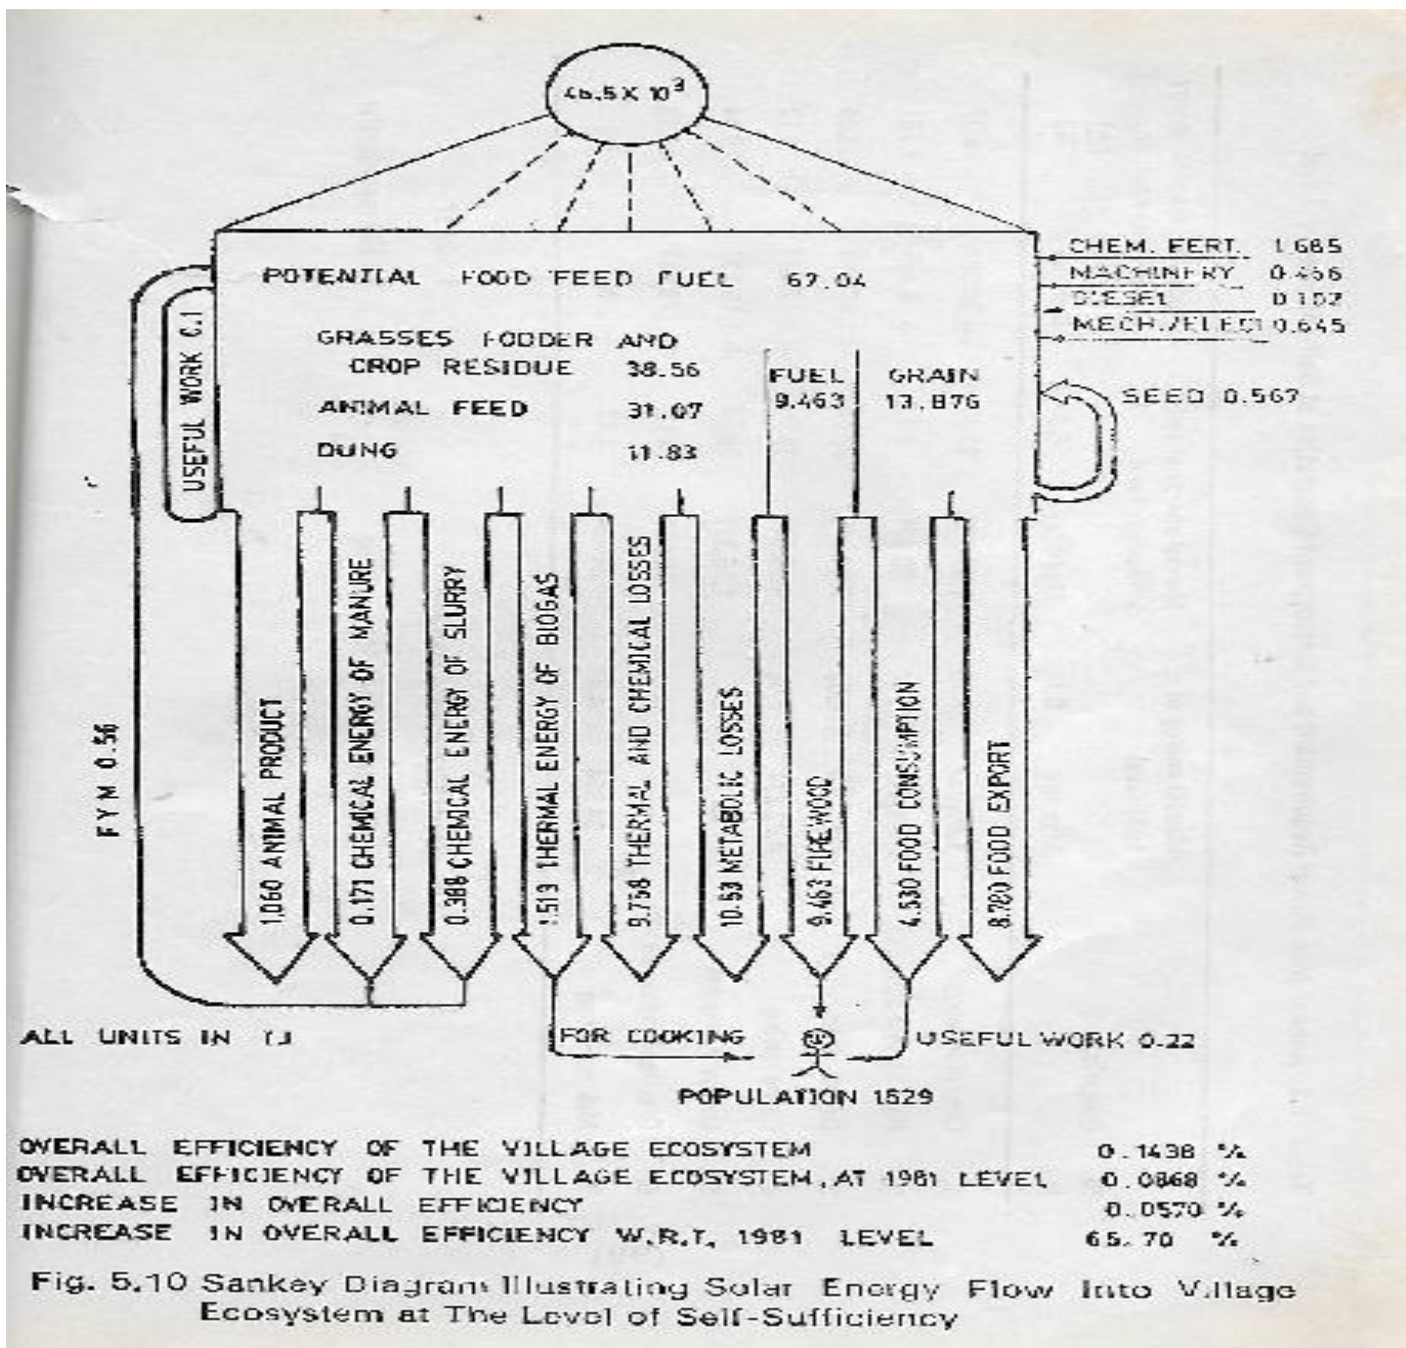 46.5 X 10³
POTENTIAL FOOD FEED FUEL 67.04
GRASSES FODDER AND
CROP RESIDUE 38.56
ANIMAL FEED 31.07
DUNG 11.83
FUEL
9.463
GRAIN
13.876
CHEM. FERT. 1.685
MACHINERY 0.466
DIESEL 0.102
MECH./ELEC 0.645
SEED 0.567
USEFUL WORK 0.1
FYM 0.56
1.060 ANIMAL PRODUCT
0.171 CHEMICAL ENERGY OF MANURE
0.388 CHEMICAL ENERGY OF SLURRY
1.513 THERMAL ENERGY OF BIOGAS
9.758 THERMAL AND CHEMICAL LOSSES
10.53 METABOLIC LOSSES
9.463 FIREWOOD
4.530 FOOD CONSUMPTION
8.780 FOOD EXPORT
ALL UNITS IN TJ
FOR COOKING
USEFUL WORK 0.22
POPULATION 1529
OVERALL EFFICIENCY OF THE VILLAGE ECOSYSTEM 0.1438 %
OVERALL EFFICIENCY OF THE VILLAGE ECOSYSTEM, AT 1981 LEVEL 0.0868 %
INCREASE IN OVERALL EFFICIENCY 0.0570 %
INCREASE IN OVERALL EFFICIENCY W.R.T. 1981 LEVEL 65.70 %
Fig. 5.10 Sankey Diagram Illustrating Solar Energy Flow Into Village
Ecosystem at The Level of Self-Sufficiency